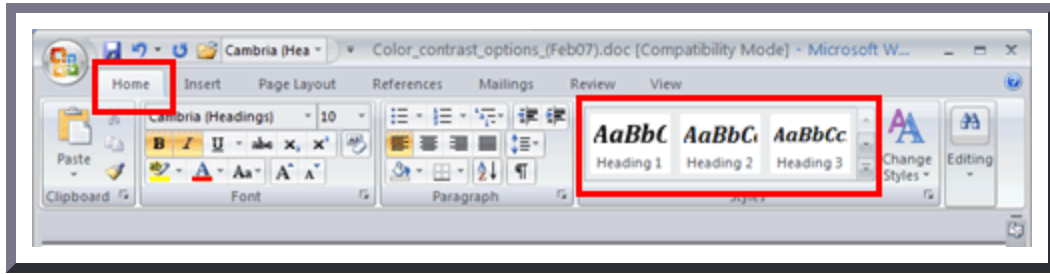 Cambria (Hea Color_contrast_options_(Feb07).doc [Compatibility Mode] - Microsoft W...
Home Insert Page Layout References Mailings Review View
Paste
Clipboard
Cambria (Headings) 10
B I U abe x, x'
A Aa A A
Font
Paragraph
AaBbC AaBbC AaBbCc
Heading 1 Heading 2 Heading 3
Styles
A
Change
Styles
Editing